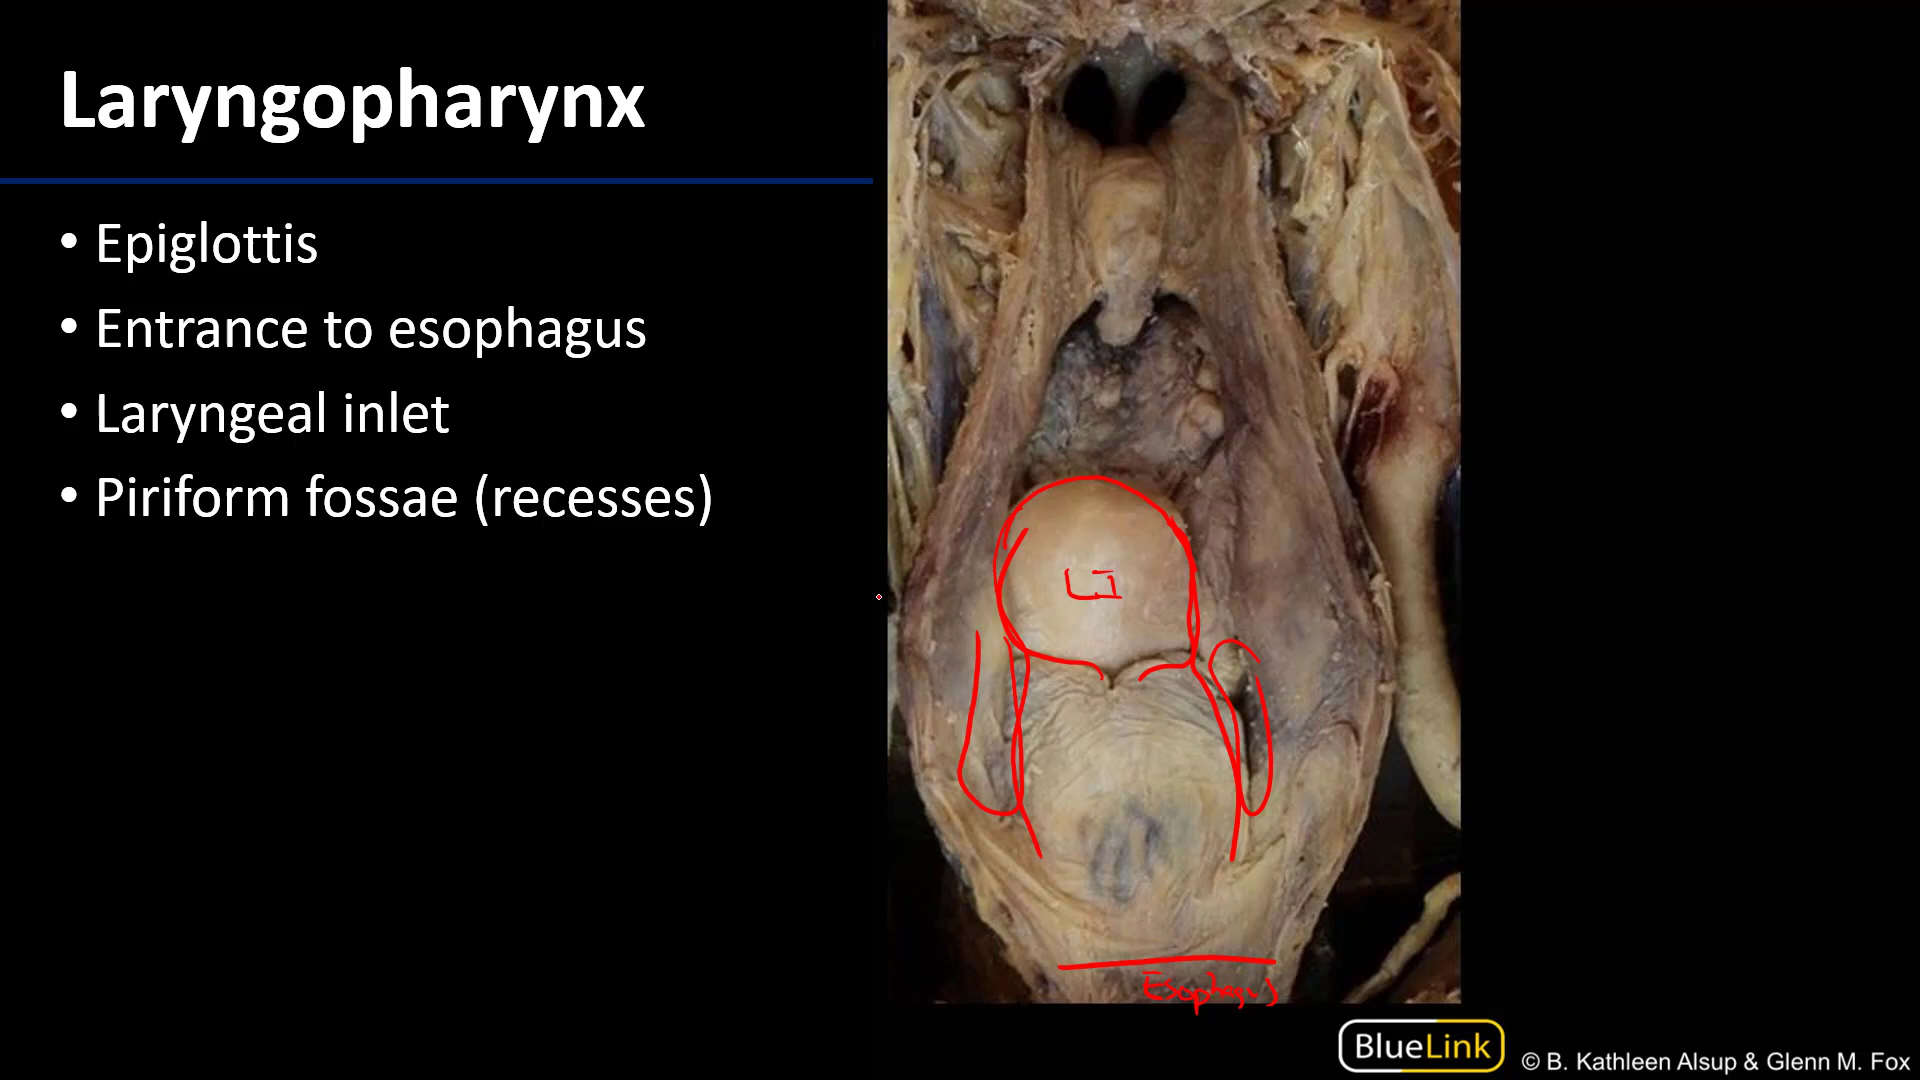 Laryngopharynx
• Epiglottis
• Entrance to esophagus
• Laryngeal inlet
• Piriform fossae (recesses)
LI
Esophagus
BlueLink
© B. Kathleen Alsup & Glenn M. Fox